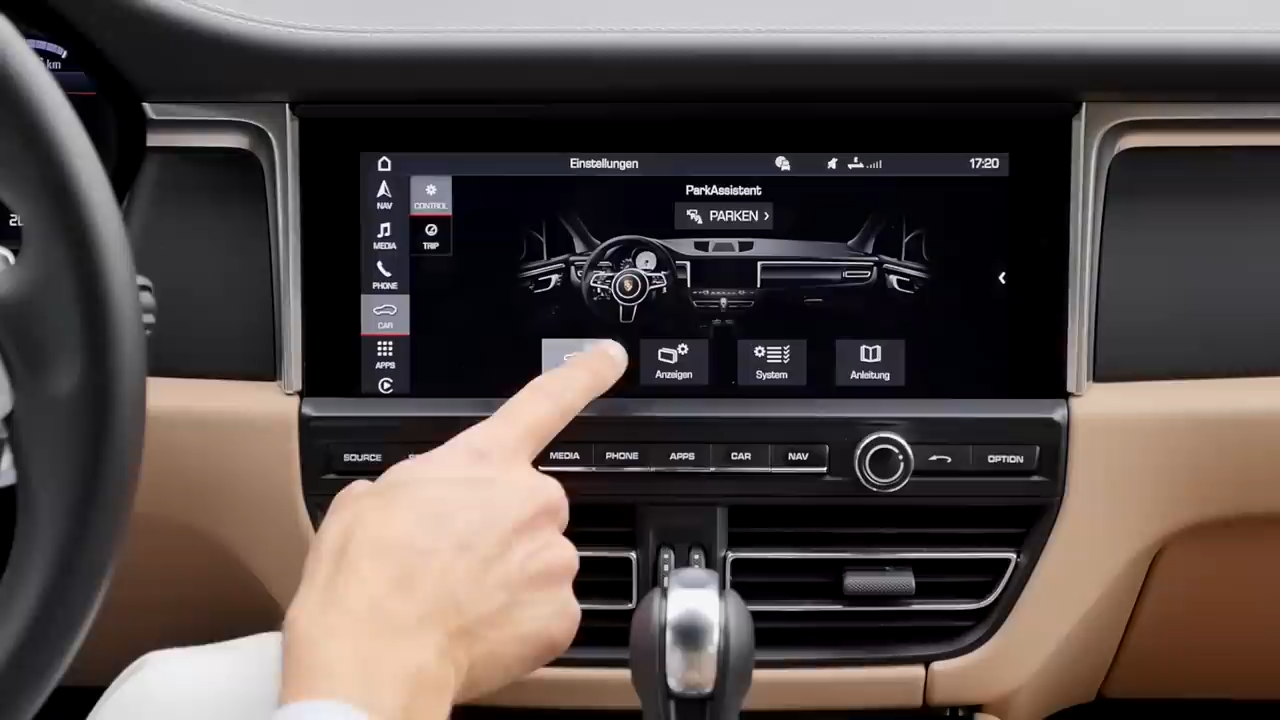 km
Einstellungen
17:20
NAV
MEDIA
PHONE
CAR
APPS
CONTROL
TRIP
ParkAssistent
PARKEN
Anzeigen
System
Anleitung
SOURCE
MEDIA
PHONE
APPS
CAR
NAV
OPTION